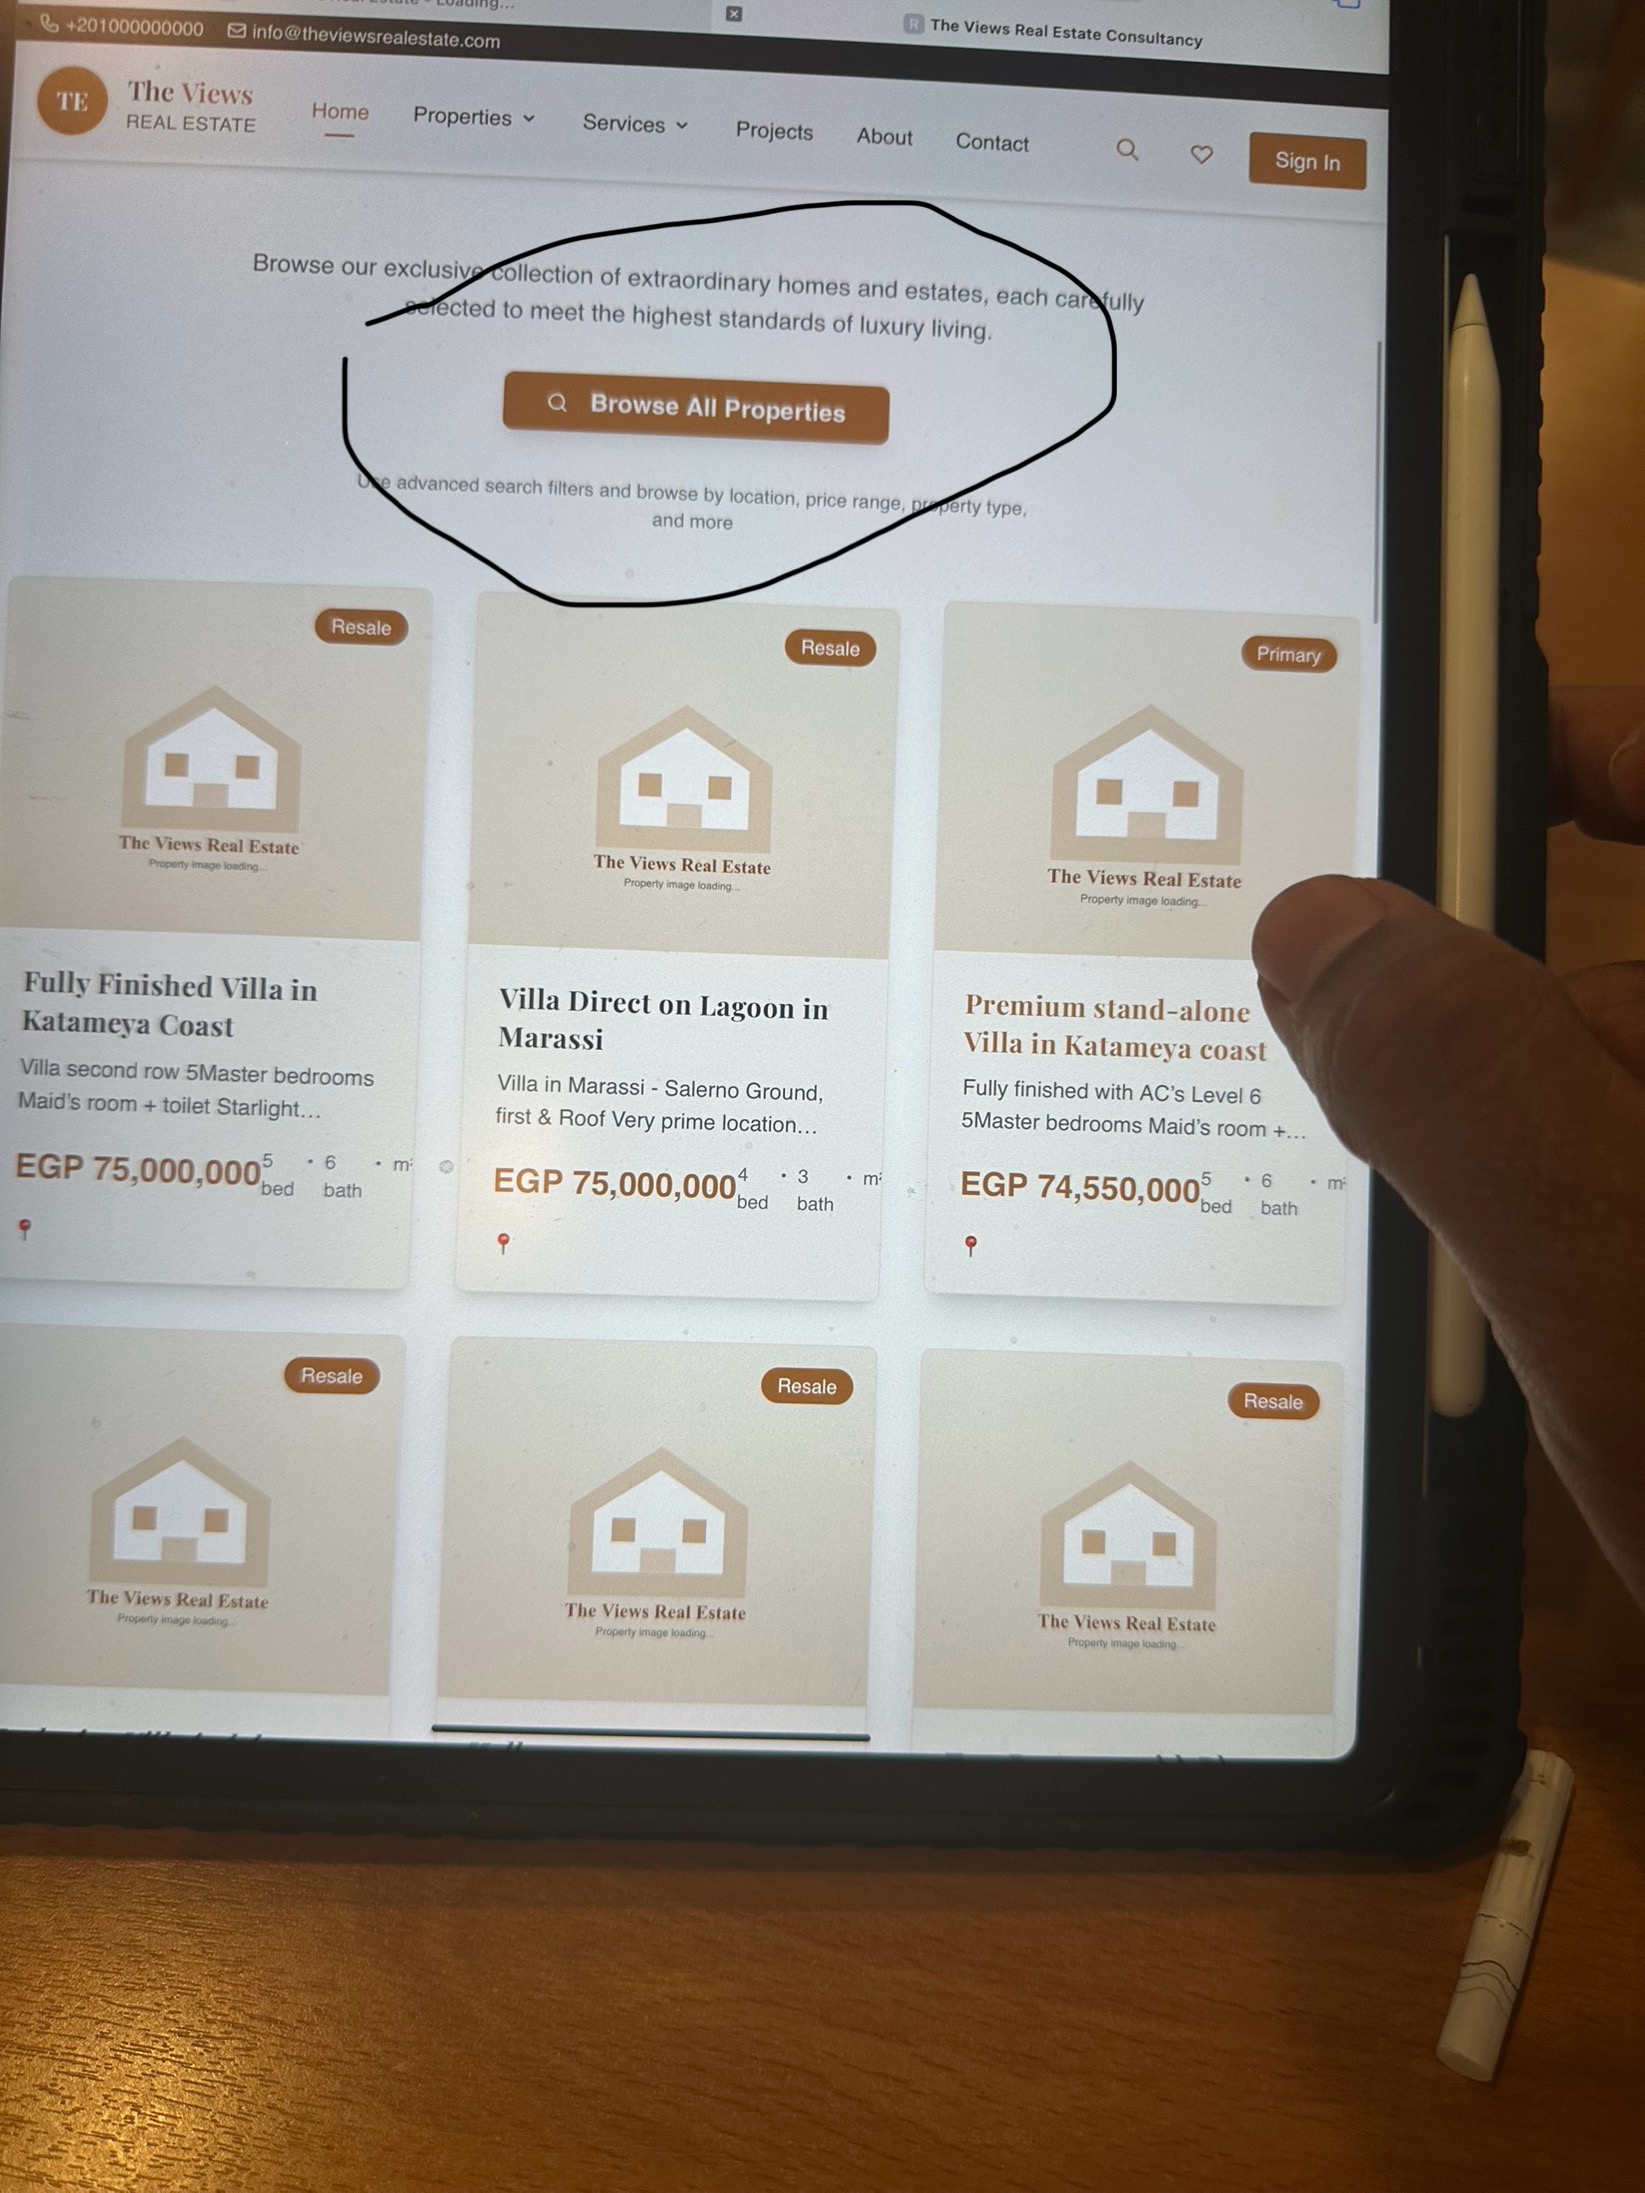 +201000000000 info@theviewsrealestate.com
The Views Real Estate Consultancy
TE
The Views
REAL ESTATE
Home Properties Services Projects About Contact Sign In
Browse our exclusive collection of extraordinary homes and estates, each carefully
selected to meet the highest standards of luxury living.
Browse All Properties
Use advanced search filters and browse by location, price range, property type,
and more
Resale
The Views Real Estate
Property image loading...
Fully Finished Villa in
Katameya Coast
Villa second row 5Master bedrooms
Maid's room + toilet Starlight...
EGP 75,000,000 5 bed • 6 bath • m²
Resale
The Views Real Estate
Property image loading...
Villa Direct on Lagoon in
Marassi
Villa in Marassi - Salerno Ground,
first & Roof Very prime location...
EGP 75,000,000 4 bed • 3 bath • m²
Primary
The Views Real Estate
Property image loading...
Premium stand-alone
Villa in Katameya coast
Fully finished with AC's Level 6
5Master bedrooms Maid's room +...
EGP 74,550,000 5 bed • 6 bath • m²
Resale
The Views Real Estate
Property image loading...
Resale
The Views Real Estate
Property image loading...
Resale
The Views Real Estate
Property image loading...